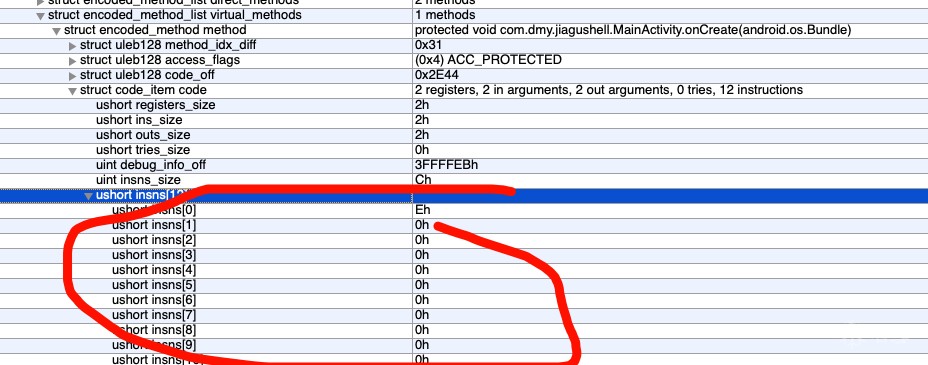 struct encoded_method_list direct_methods 2 methods
struct encoded_method_list virtual_methods 1 methods
struct encoded_method method protected void com.dmy.jiagushell.MainActivity.onCreate(android.os.Bundle)
struct uleb128 method_idx_diff 0x31
struct uleb128 access_flags (0x4) ACC_PROTECTED
struct uleb128 code_off 0x2E44
struct code_item code 2 registers, 2 in arguments, 2 out arguments, 0 tries, 12 instructions
ushort registers_size 2h
ushort ins_size 2h
ushort outs_size 2h
ushort tries_size 0h
uint debug_info_off 3FFFFEBh
uint insns_size Ch
ushort
ushort insns[0] Eh
ushort insns[1] 0h
ushort insns[2] 0h
ushort insns[3] 0h
ushort insns[4] 0h
ushort insns[5] 0h
ushort insns[6] 0h
ushort insns[7] 0h
ushort insns[8] 0h
ushort insns[9] 0h
ushort 0h